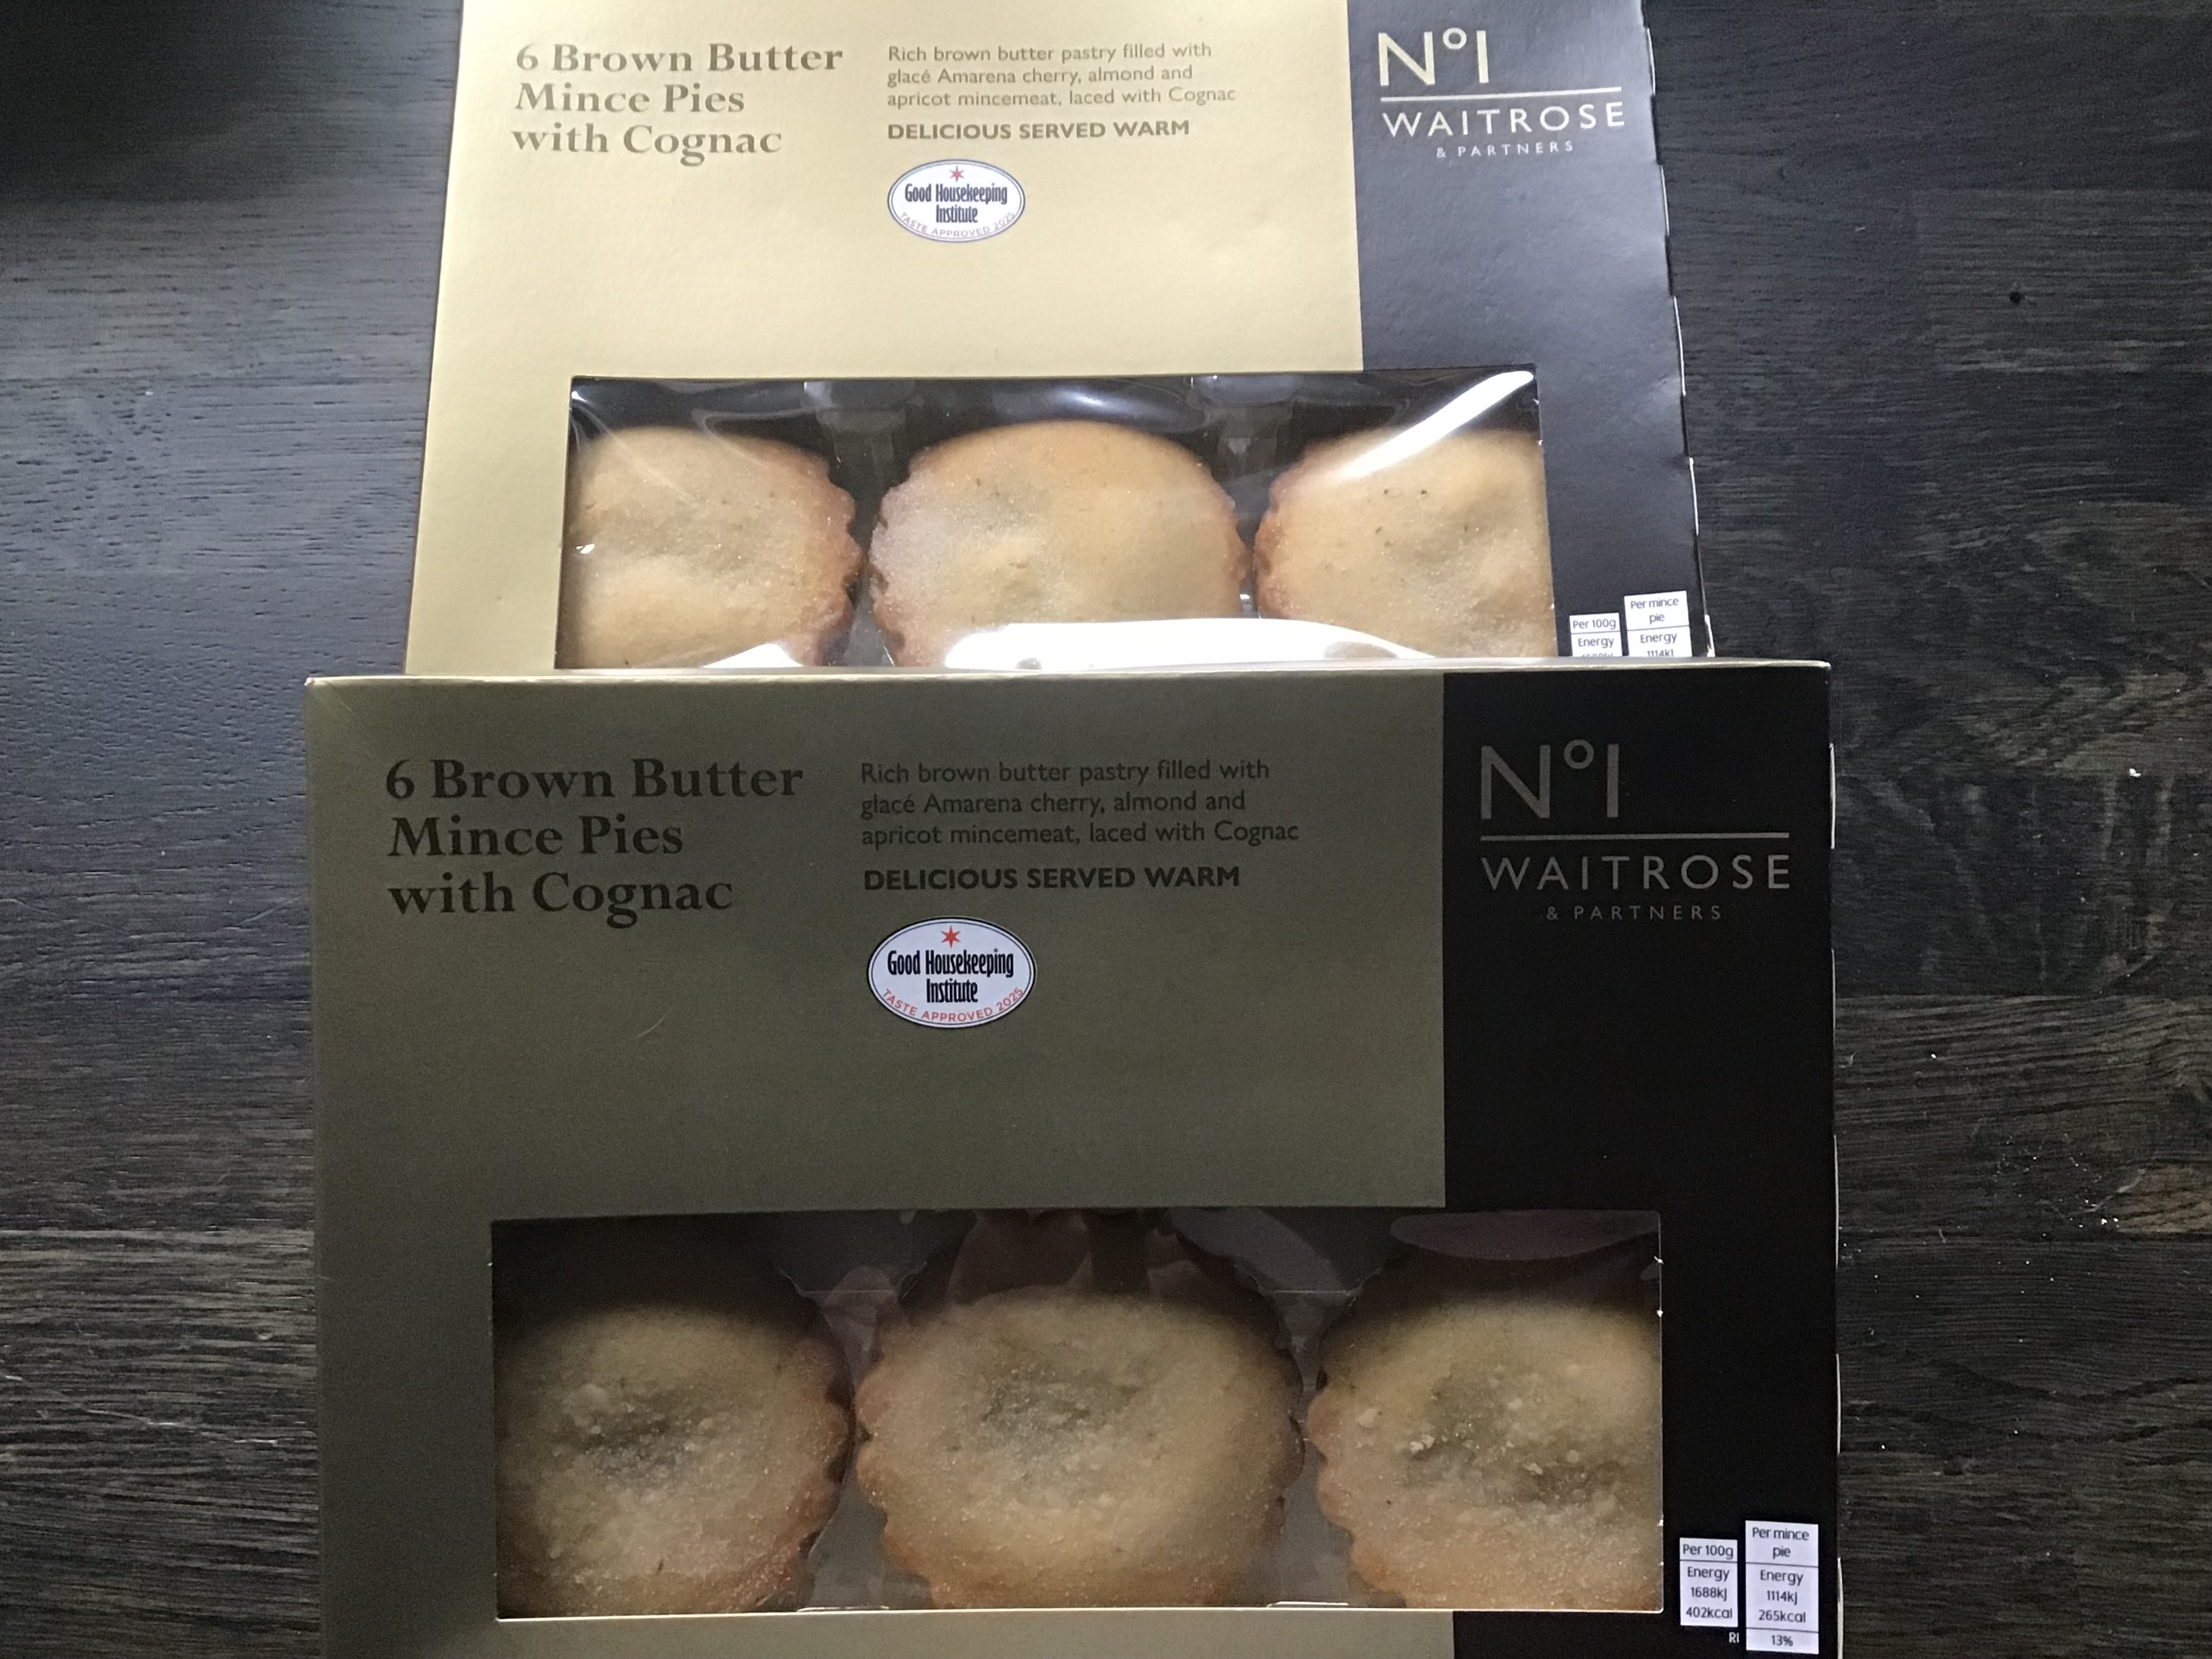 6 Brown Butter
Mince Pies
with Cognac
Rich brown butter pastry filled with
glacé Amarena cherry, almond and
apricot mincemeat, laced with Cognac
DELICIOUS SERVED WARM
Good Housekeeping
Institute
TASTE APPROVED 2025
Nº1
WAITROSE
& PARTNERS
Per 100g
Energy
Per mince
pie
Energy
1114kJ
6 Brown Butter
Mince Pies
with Cognac
Rich brown butter pastry filled with
glacé Amarena cherry, almond and
apricot mincemeat, laced with Cognac
DELICIOUS SERVED WARM
Good Housekeeping
Institute
TASTE APPROVED 2025
Nº1
WAITROSE
& PARTNERS
Per 100g
Energy
1688kJ
402kcal
Per mince
pie
Energy
1114kJ
265kcal
RI 13%